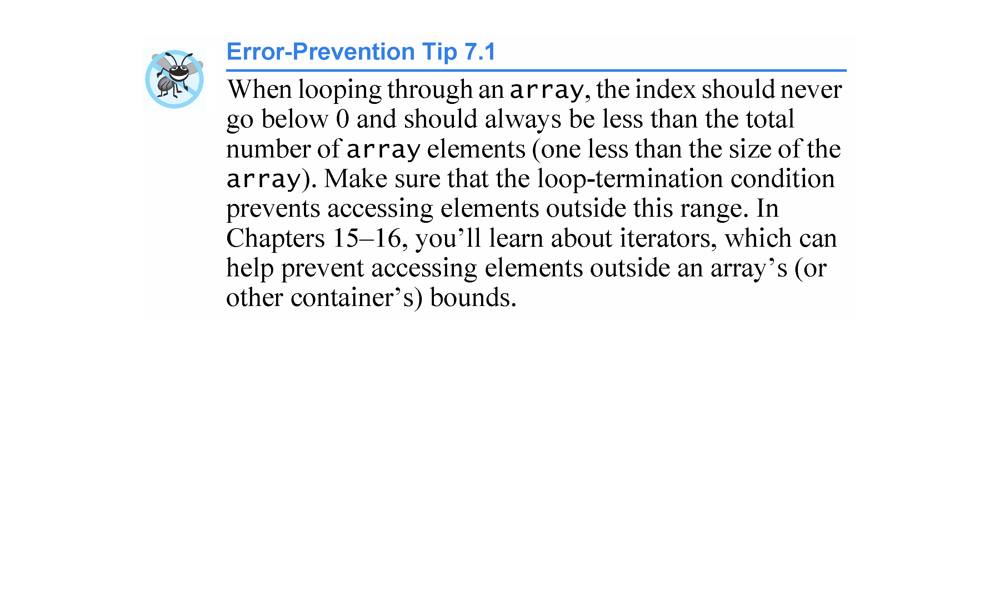 Error-Prevention Tip 7.1
When looping through an array, the index should never
go below 0 and should always be less than the total
number of array elements (one less than the size of the
array). Make sure that the loop-termination condition
prevents accessing elements outside this range. In
Chapters 15–16, you’ll learn about iterators, which can
help prevent accessing elements outside an array’s (or
other container’s) bounds.